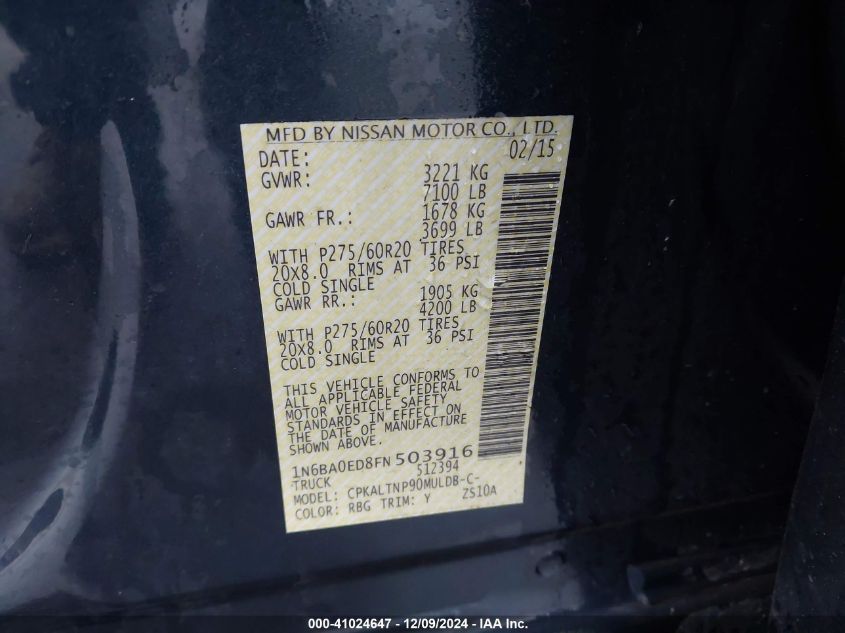 MFD BY NISSAN MOTOR CO., LTD.
DATE: 02/15
GVWR: 3221 KG
7100 LB
GAWR FR.: 1678 KG
3699 LB
WITH P275/60R20 TIRES
20X8.0 RIMS AT 36 PSI
COLD SINGLE
GAWR RR.: 1905 KG
4200 LB
WITH P275/60R20 TIRES
20X8.0 RIMS AT 36 PSI
COLD SINGLE
THIS VEHICLE CONFORMS TO
ALL APPLICABLE FEDERAL
MOTOR VEHICLE SAFETY
STANDARDS IN EFFECT ON
THE DATE OF MANUFACTURE
SHOWN ABOVE.
1N6BA0ED8FN 503916
TRUCK 512394
MODEL: CPKALTNP90MULDB-C-
COLOR: RBG TRIM: Y ZS10A
000-41024647 - 12/09/2024 - IAA Inc.